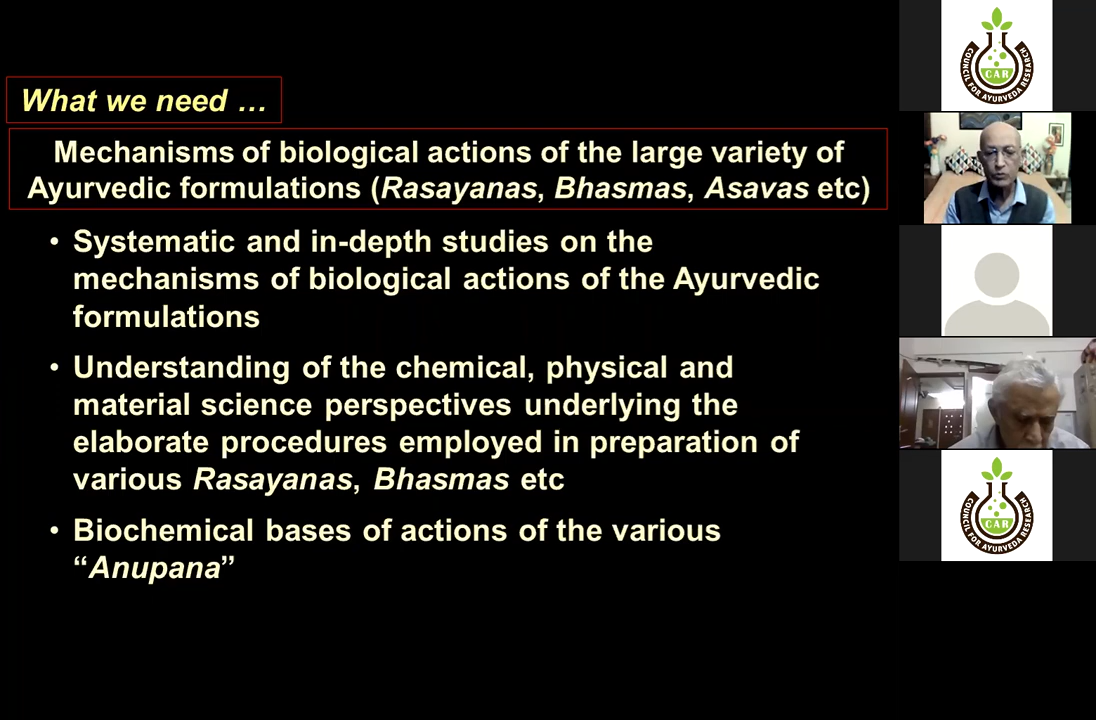 What we need …
Mechanisms of biological actions of the large variety of
Ayurvedic formulations (Rasayanas, Bhasmas, Asavas etc)
• Systematic and in-depth studies on the
mechanisms of biological actions of the Ayurvedic
formulations
• Understanding of the chemical, physical and
material science perspectives underlying the
elaborate procedures employed in preparation of
various Rasayanas, Bhasmas etc
• Biochemical bases of actions of the various
“Anupana”
CAR
COUNCIL FOR AYURVEDA RESEARCH
CAR
COUNCIL FOR AYURVEDA RESEARCH